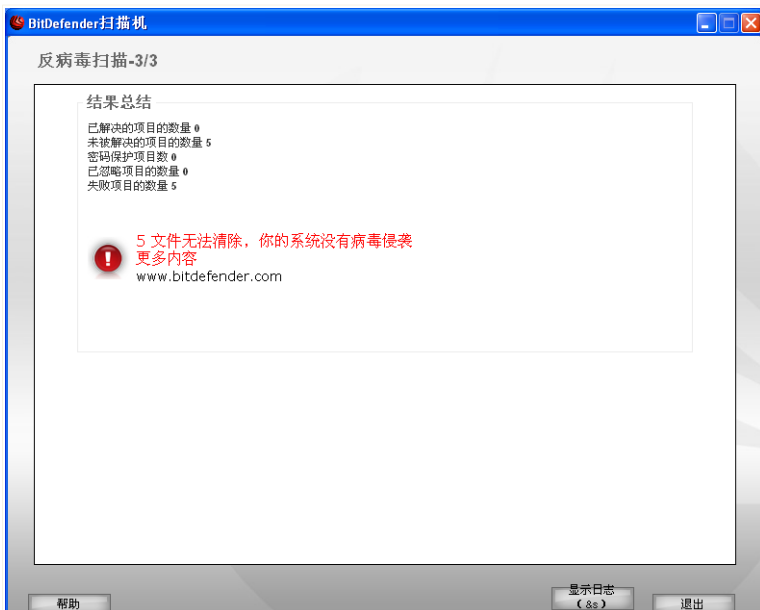 BitDefender扫描机
反病毒扫描-3/3
结果总结
已解决的项目的数量 0
未被解决的项目的数量 5
密码保护项目数 0
已忽略项目的数量 0
失败项目的数量 5
5 文件无法清除，你的系统没有病毒侵袭
更多内容
www.bitdefender.com
帮助
显示日志
(&s)
退出